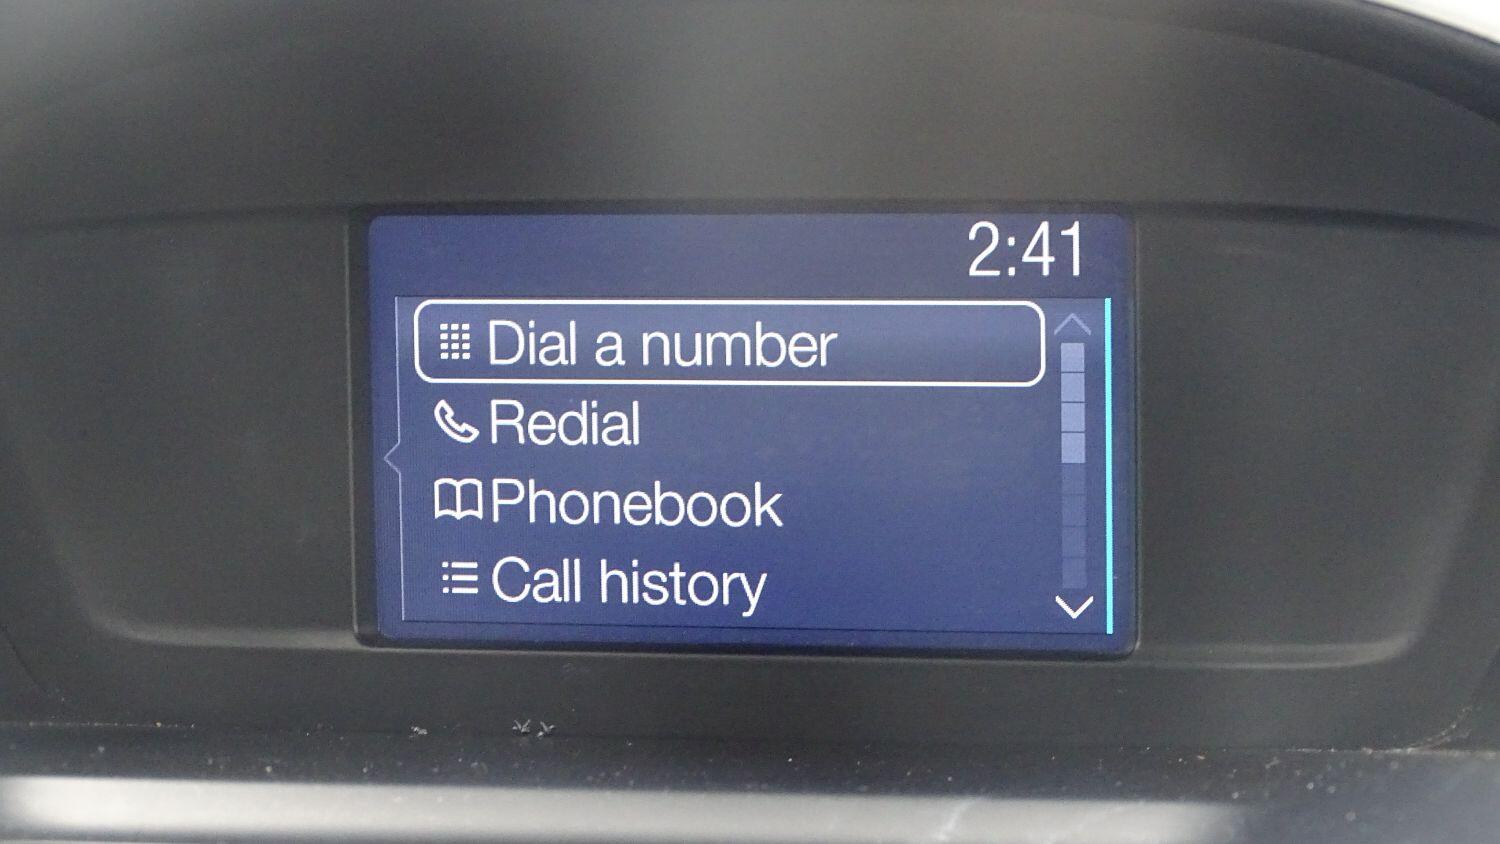 2:41
Dial a number
Redial
Phonebook
Call history